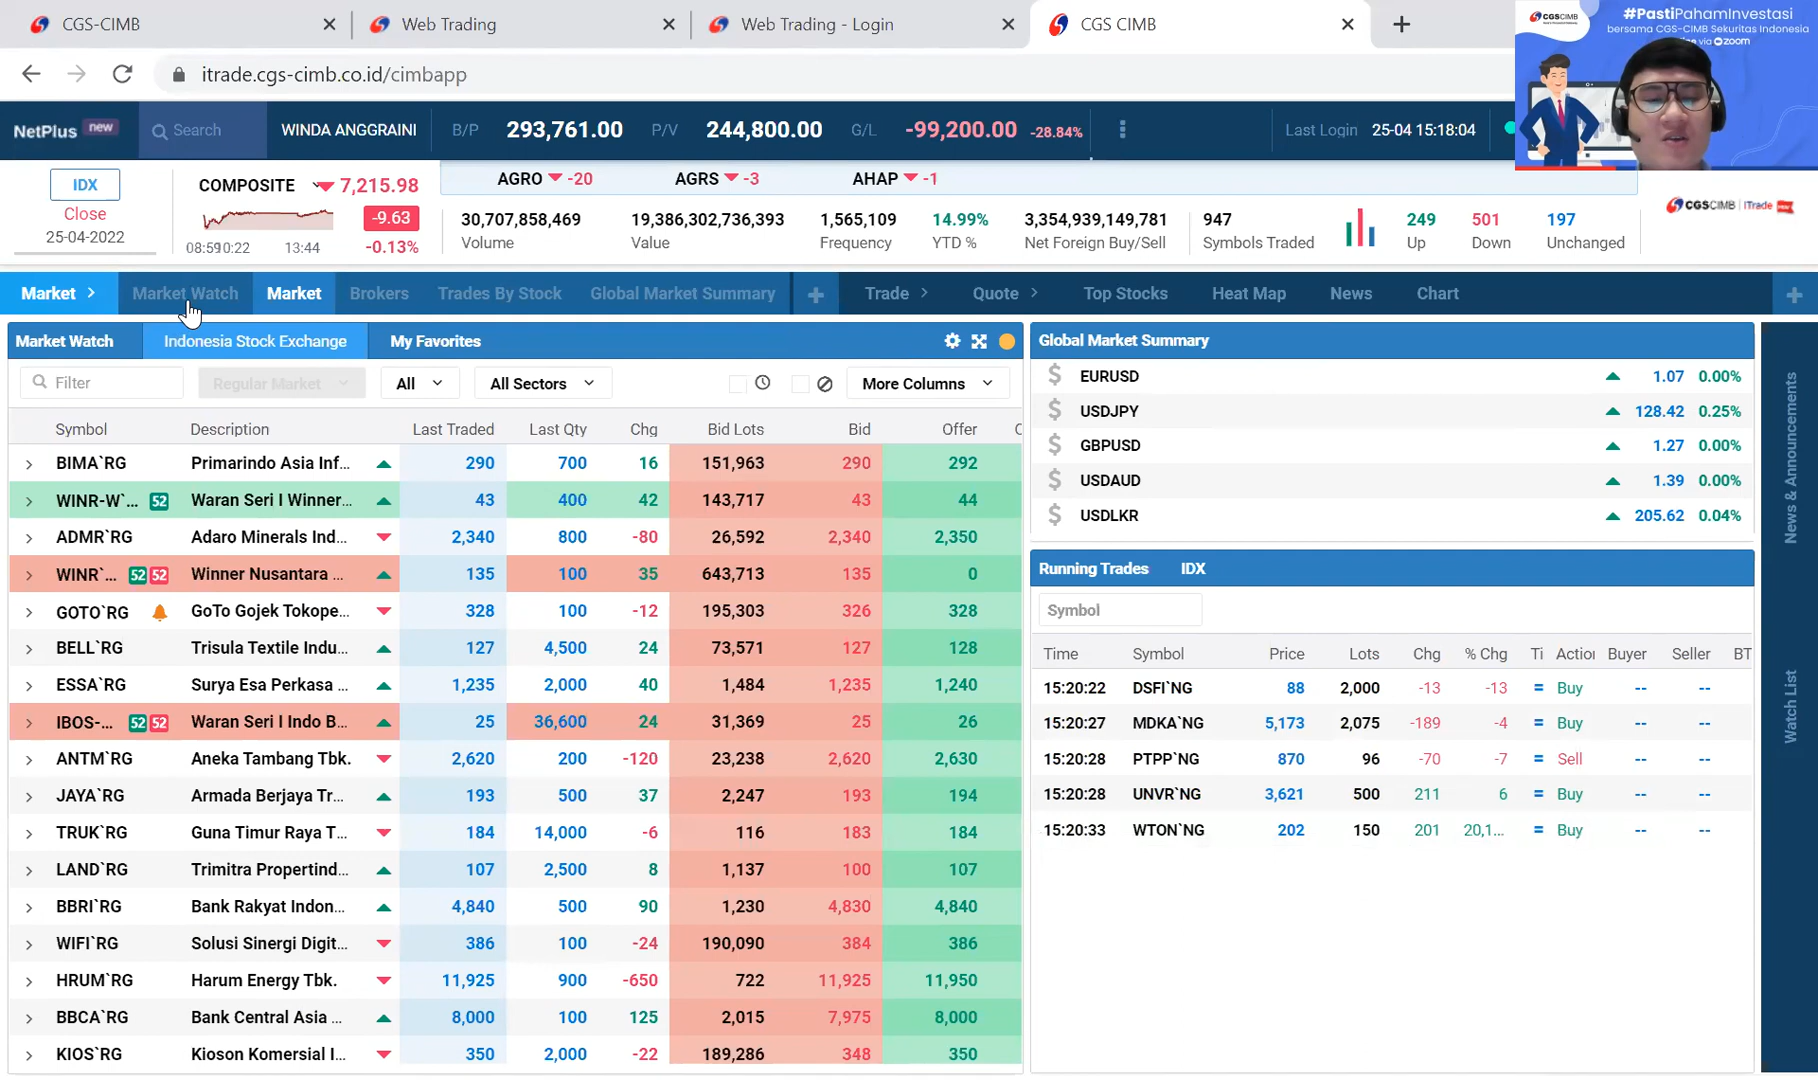 CGS-CIMB
Web Trading
Web Trading - Login
CGS CIMB
CGSCIMB
#PastiPahamInvestasi
bersama CGS-CIMB Sekuritas Indonesia
via zoom
itrade.cgs-cimb.co.id/cimbapp
NetPlus new
Search
WINDA ANGGRAINI
B/P 293,761.00
P/V 244,800.00
G/L -99,200.00 -28.84%
Last Login 25-04 15:18:04
AGRO -20
AGRS -3
AHAP -1
IDX
Close
25-04-2022
COMPOSITE 7,215.98
-9.63
-0.13%
08:59 10:22 13:44
30,707,858,469
Volume
19,386,302,736,393
Value
1,565,109
Frequency
14.99%
YTD %
3,354,939,149,781
Net Foreign Buy/Sell
947
Symbols Traded
249
Up
501
Down
197
Unchanged
CGSCIMB iTrade
Market Market Watch Market Brokers Trades By Stock Global Market Summary + Trade Quote Top Stocks Heat Map News Chart +
Market Watch Indonesia Stock Exchange My Favorites
Filter Regular Market All All Sectors More Columns
Symbol Description Last Traded Last Qty Chg Bid Lots Bid Offer
BIMA`RG Primarindo Asia Inf... 290 700 16 151,963 290 292
WINR-W`... 52 Waran Seri I Winner... 43 400 42 143,717 43 44
ADMR`RG Adaro Minerals Ind... 2,340 800 -80 26,592 2,340 2,350
WINR`... 52 52 Winner Nusantara ... 135 100 35 643,713 135 0
GOTO`RG GoTo Gojek Tokope... 328 100 -12 195,303 326 328
BELL`RG Trisula Textile Indu... 127 4,500 24 73,571 127 128
ESSA`RG Surya Esa Perkasa ... 1,235 2,000 40 1,484 1,235 1,240
IBOS-... 52 52 Waran Seri I Indo B... 25 36,600 24 31,369 25 26
ANTM`RG Aneka Tambang Tbk. 2,620 200 -120 23,238 2,620 2,630
JAYA`RG Armada Berjaya Tr... 193 500 37 2,247 193 194
TRUK`RG Guna Timur Raya T... 184 14,000 -6 116 183 184
LAND`RG Trimitra Propertind... 107 2,500 8 1,137 100 107
BBRI`RG Bank Rakyat Indon... 4,840 500 90 1,230 4,830 4,840
WIFI`RG Solusi Sinergi Digit... 386 100 -24 190,090 384 386
HRUM`RG Harum Energy Tbk. 11,925 900 -650 722 11,925 11,950
BBCA`RG Bank Central Asia ... 8,000 100 125 2,015 7,975 8,000
KIOS`RG Kioson Komersial I... 350 2,000 -22 189,286 348 350
Global Market Summary
$ EURUSD 1.07 0.00%
$ USDJPY 128.42 0.25%
$ GBPUSD 1.27 0.00%
$ USDAUD 1.39 0.00%
$ USDLKR 205.62 0.04%
Running Trades IDX
Symbol
Time Symbol Price Lots Chg % Chg Ti Action Buyer Seller BT
15:20:22 DSFI`NG 88 2,000 -13 -13 = Buy -- --
15:20:27 MDKA`NG 5,173 2,075 -189 -4 = Buy -- --
15:20:28 PTPP`NG 870 96 -70 -7 = Sell -- --
15:20:28 UNVR`NG 3,621 500 211 6 = Buy -- --
15:20:33 WTON`NG 202 150 201 20,1... = Buy -- --
News & Announcements
Watch List